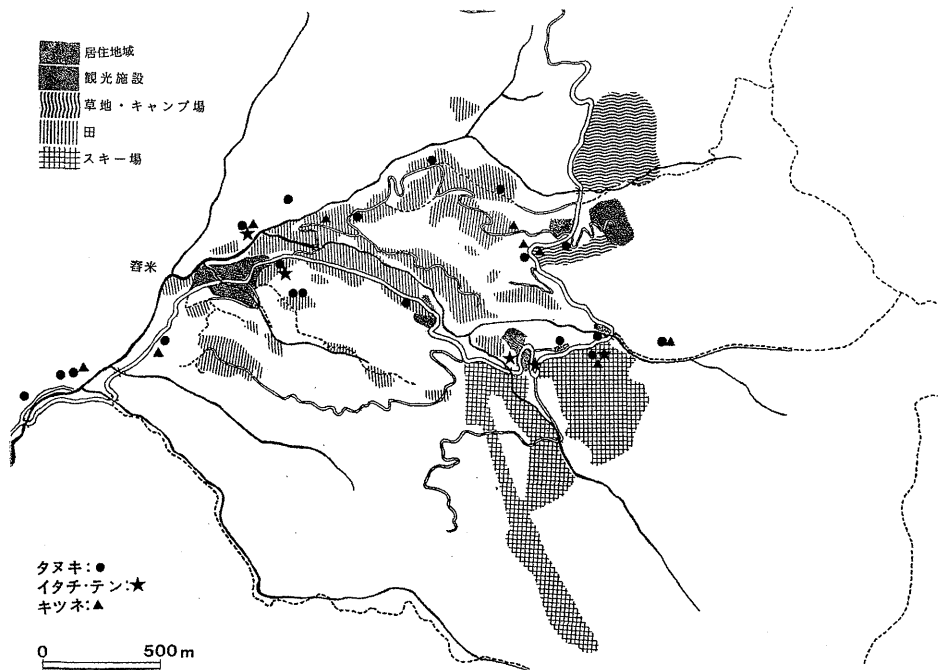 居住地域
観光施設
草地・キャンプ場
田
スキー場
舂米
タヌキ:●
イタチ・テン:★
キツネ:▲
0 500m